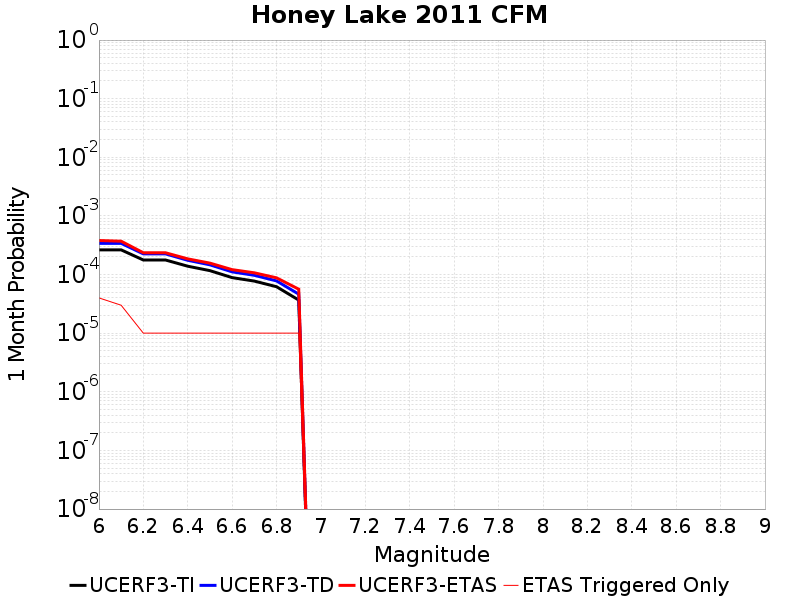 Honey Lake 2011 CFM
1 Month Probability
10^0
10^-1
10^-2
10^-3
10^-4
10^-5
10^-6
10^-7
10^-8
6 6.2 6.4 6.6 6.8 7 7.2 7.4 7.6 7.8 8 8.2 8.4 8.6 8.8 9
Magnitude
UCERF3-TI UCERF3-TD UCERF3-ETAS ETAS Triggered Only